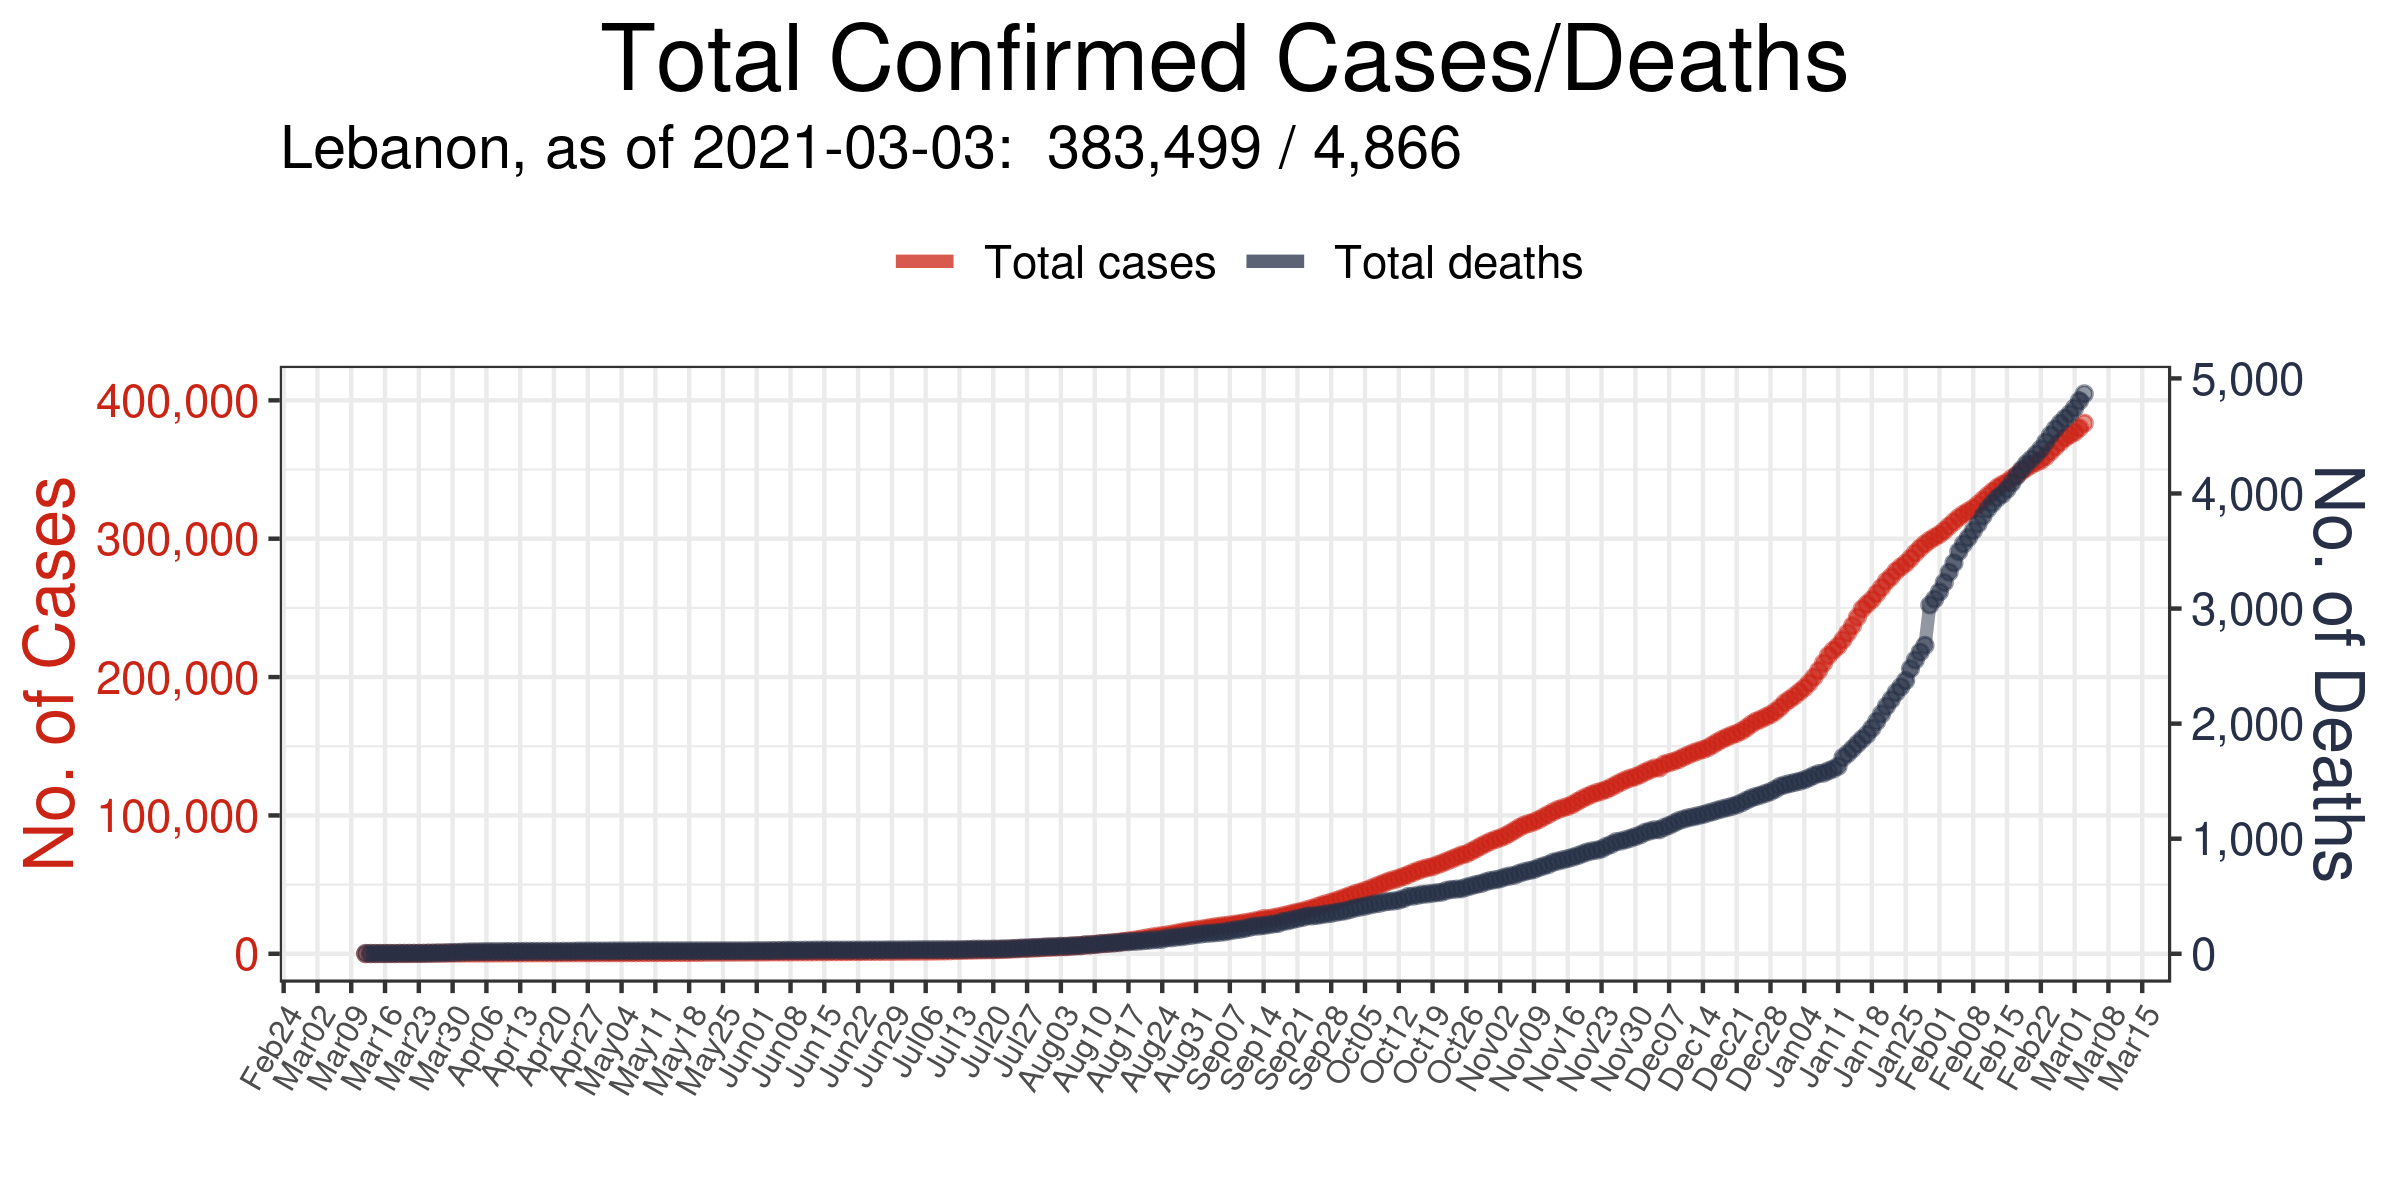 Total Confirmed Cases/Deaths
Lebanon, as of 2021-03-03:  383,499 / 4,866
Total cases
Total deaths
No. of Cases
400,000
300,000
200,000
100,000
0
5,000
4,000
3,000
2,000
1,000
0
No. of Deaths
Feb24
Mar02
Mar09
Mar16
Mar23
Mar30
Apr06
Apr13
Apr20
Apr27
May04
May11
May18
May25
Jun01
Jun08
Jun15
Jun22
Jun29
Jul06
Jul13
Jul20
Jul27
Aug03
Aug10
Aug17
Aug24
Aug31
Sep07
Sep14
Sep21
Sep28
Oct05
Oct12
Oct19
Oct26
Nov02
Nov09
Nov16
Nov23
Nov30
Dec07
Dec14
Dec21
Dec28
Jan04
Jan11
Jan18
Jan25
Feb01
Feb08
Feb15
Feb22
Mar01
Mar08
Mar15